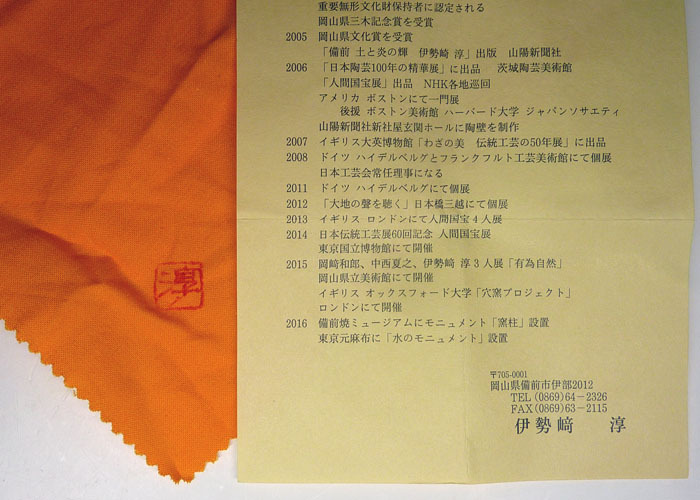 重要無形文化財保持者に認定される
岡山県三木記念賞を受賞
2005 岡山県文化賞を受賞
「備前 土と炎の輝 伊勢崎 淳」出版 山陽新聞社
2006 「日本陶芸100年の精華展」に出品 茨城陶芸美術館
「人間国宝展」出品 NHK各地巡回
アメリカ ボストンにて一門展
後援 ボストン美術館 ハーバード大学 ジャパンソサエティ
山陽新聞社新社屋玄関ホールに陶壁を制作
2007 イギリス大英博物館「わざの美 伝統工芸の50年展」に出品
2008 ドイツ ハイデルベルグとフランクフルト工芸美術館にて個展
日本工芸会常任理事になる
2011 ドイツ ハイデルベルグにて個展
2012 「大地の聲を聴く」日本橋三越にて個展
2013 イギリス ロンドンにて人間国宝4人展
2014 日本伝統工芸展60回記念 人間国宝展
東京国立博物館にて開催
2015 岡﨑和郎、中西夏之、伊勢﨑 淳3人展「有為自然」
岡山県立美術館にて開催
イギリス オックスフォード大学「穴窯プロジェクト」
ロンドンにて開催
2016 備前焼ミュージアムにモニュメント「窯柱」設置
東京元麻布に「水のモニュメント」設置
〒705-0001
岡山県備前市伊部2012
TEL(0869)64−2326
FAX(0869)63−2115
伊勢﨑 淳
淳